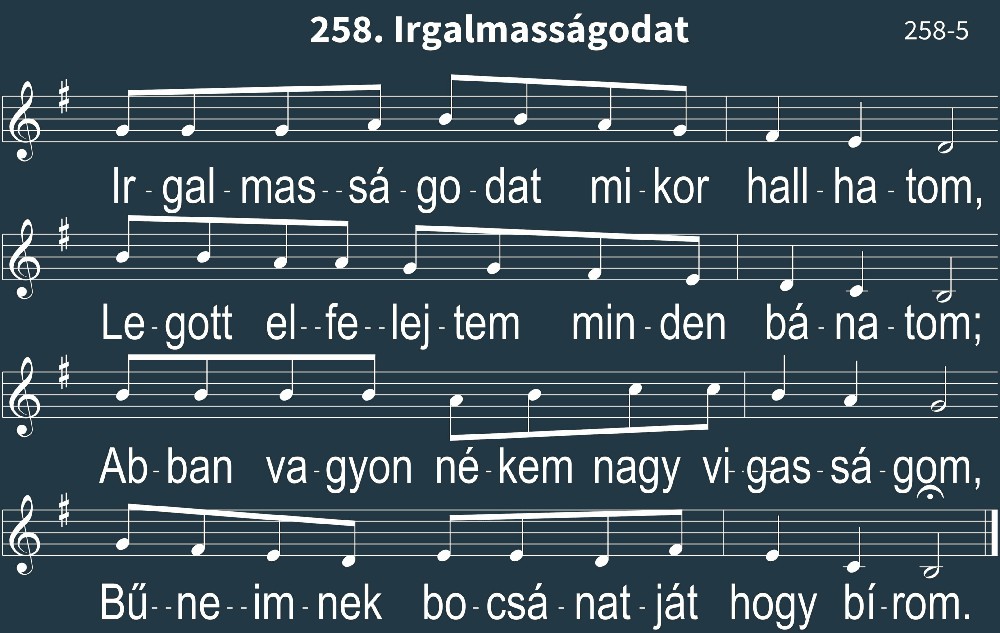 258. Irgalmasságodat
258-5
Ir - gal - mas - - sá - go - dat mi - kor hall - ha - tom,
Le - gott el - - fe - - lej - tem min - den bá - na - tom;
Ab - ban va - gyon né - kem nagy vi - gas - sá - gom,
Bű - - ne - - im - nek bo - csá - nat - ját hogy bí - rom.